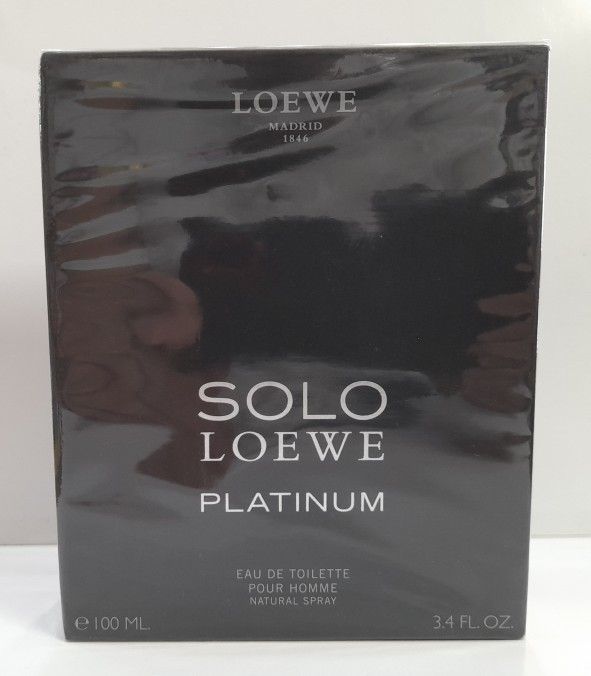 LOEWE
MADRID
1846
SOLO
LOEWE
PLATINUM
EAU DE TOILETTE
POUR HOMME
NATURAL SPRAY
℮ 100 ML.
3.4 FL. OZ.